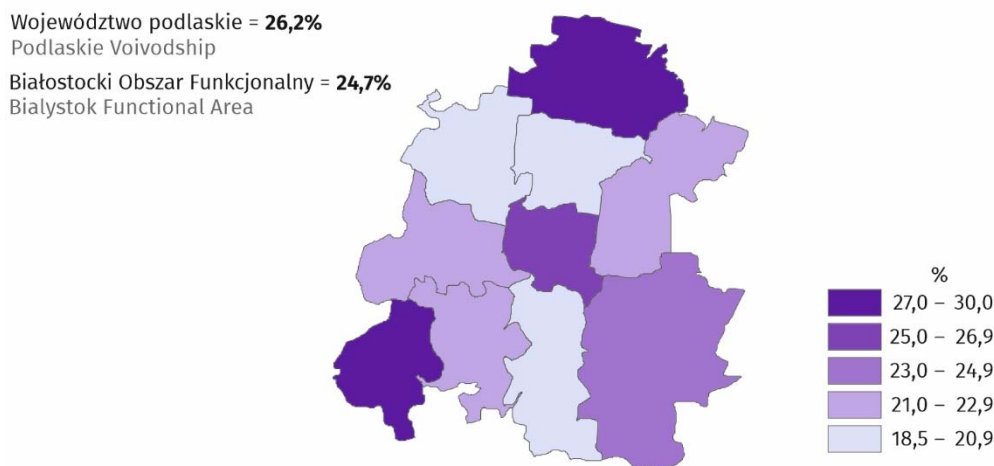 Województwo podlaskie = 26,2%
Podlaskie Voivodship
Białostocki Obszar Funkcjonalny = 24,7%
Bialystok Functional Area
%
27,0 – 30,0
25,0 – 26,9
23,0 – 24,9
21,0 – 22,9
18,5 – 20,9